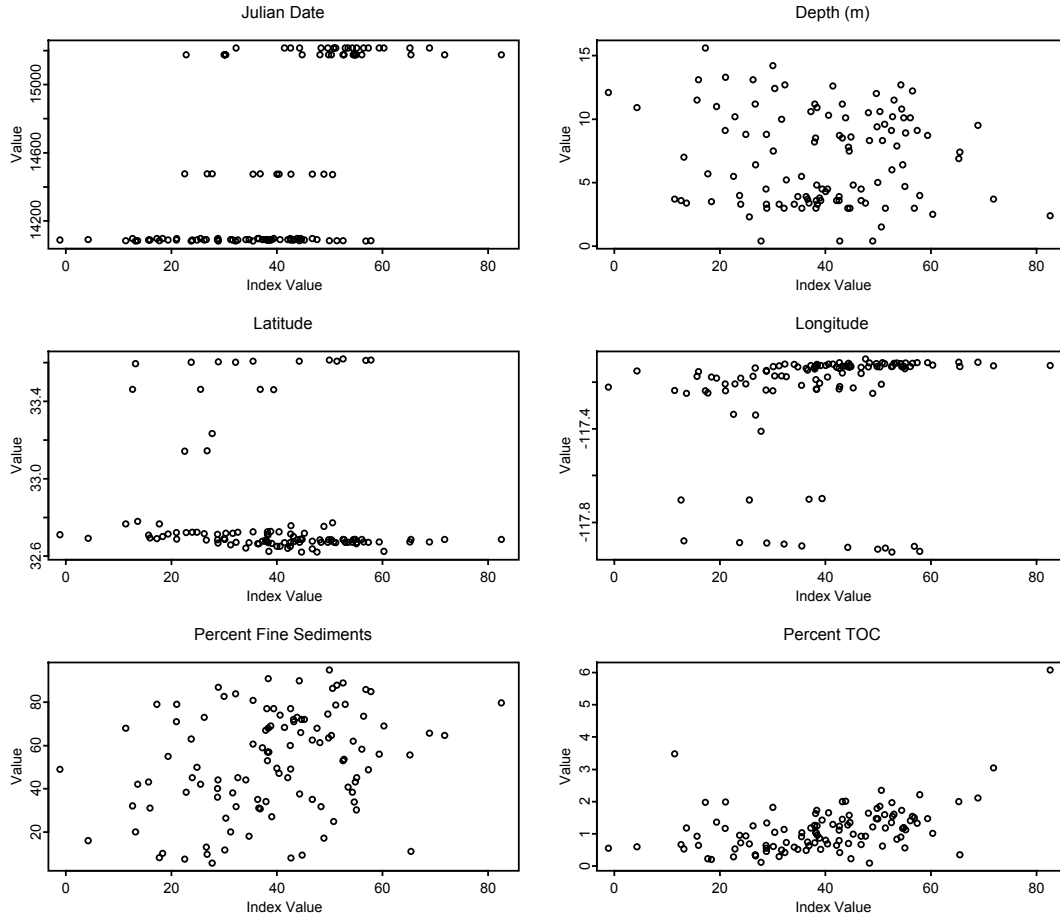 Julian Date
Value
15000
14600
14200
0 20 40 60 80
Index Value
Depth (m)
Value
15
10
5
0
0 20 40 60 80
Index Value
Latitude
Value
33.4
33.0
32.6
0 20 40 60 80
Index Value
Longitude
Value
-117.4
-117.8
0 20 40 60 80
Index Value
Percent Fine Sediments
Value
80
60
40
20
0 20 40 60 80
Index Value
Percent TOC
Value
6
5
4
3
2
1
0
0 20 40 60 80
Index Value